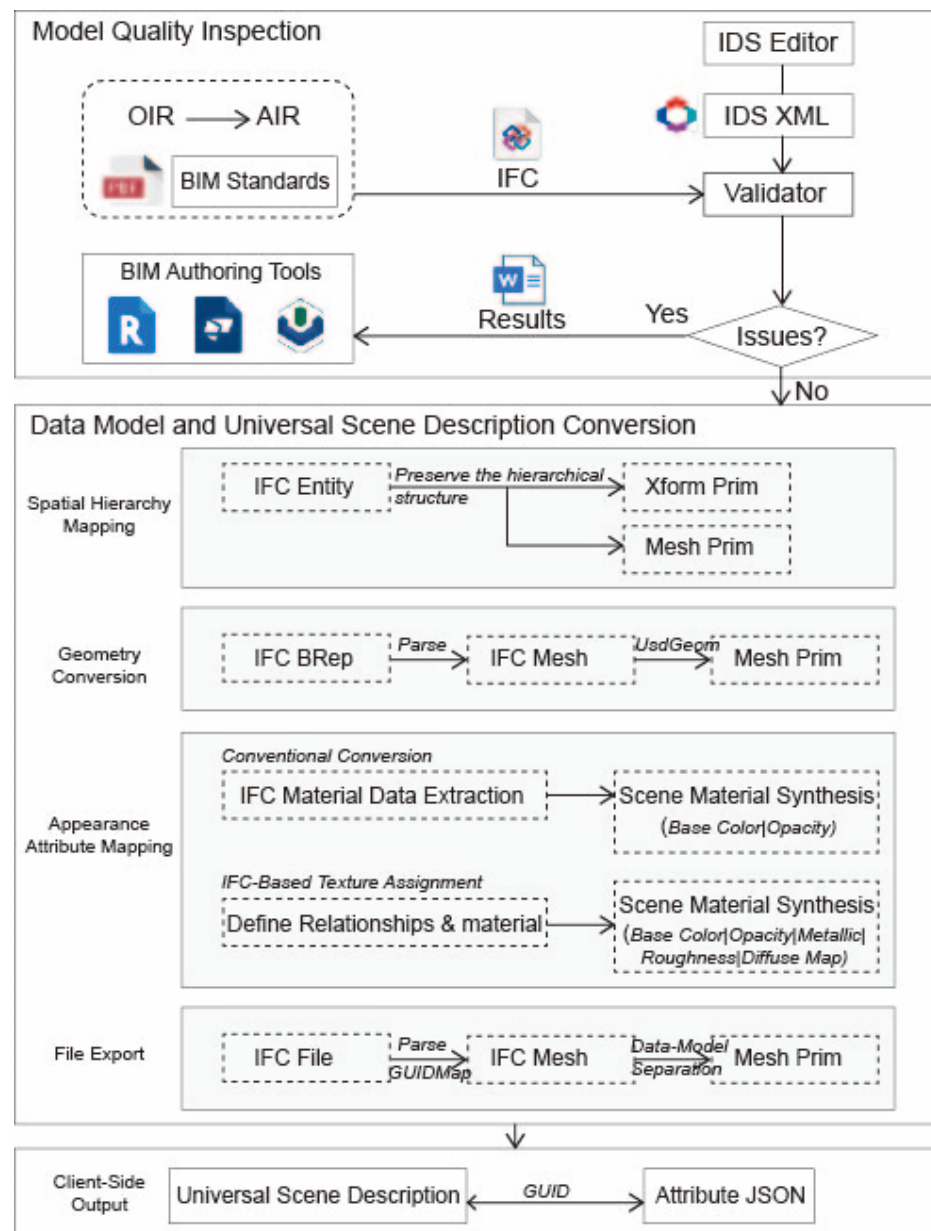 Model Quality Inspection
IDS Editor
OIR AIR
IDS XML
PDF
BIM Standards
IFC
Validator
BIM Authoring Tools
R
W
Results
Yes
Issues?
No
Data Model and Universal Scene Description Conversion
Spatial Hierarchy
Mapping
IFC Entity
Preserve the hierarchical
structure
Xform Prim
Mesh Prim
Geometry
Conversion
IFC BRep
Parse
IFC Mesh
UsdGeom
Mesh Prim
Appearance
Attribute Mapping
Conventional Conversion
IFC Material Data Extraction
Scene Material Synthesis
(Base Color|Opacity)
IFC-Based Texture Assignment
Define Relationships & material
Scene Material Synthesis
(Base Color|Opacity|Metallic|
Roughness|Diffuse Map)
File Export
IFC File
Parse
GUIDMap
IFC Mesh
Data-Model
Separation
Mesh Prim
Client-Side
Output
Universal Scene Description
GUID
Attribute JSON